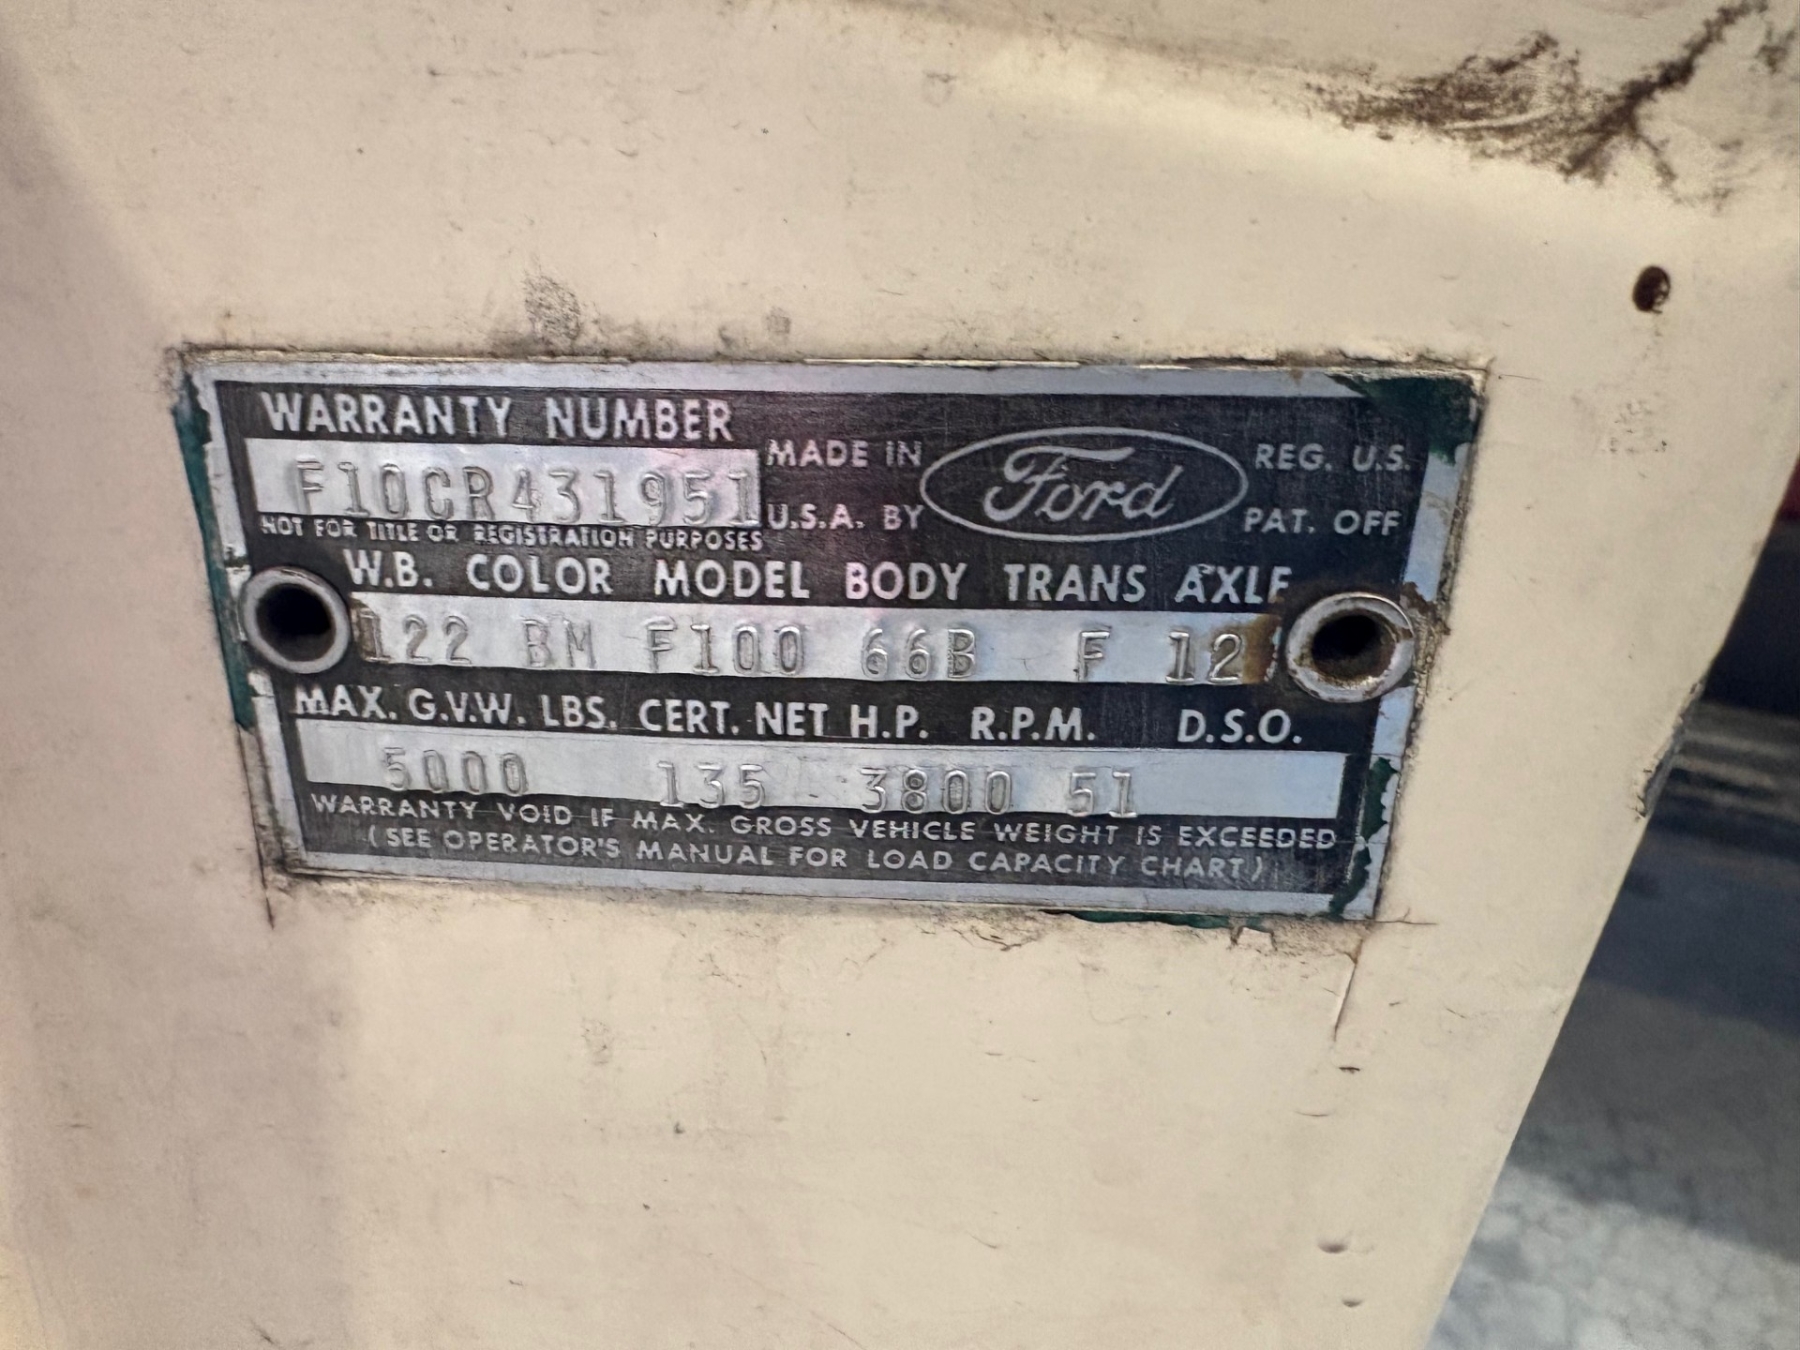 WARRANTY NUMBER
F10CR431951
NOT FOR TITLE OR REGISTRATION PURPOSES
MADE IN U.S.A. BY
Ford
REG. U.S. PAT. OFF
W.B. COLOR MODEL BODY TRANS AXLE
122 BM F100 66B F 12
MAX. G.V.W. LBS. CERT. NET H.P. R.P.M. D.S.O.
5000 135 3800 51
WARRANTY VOID IF MAX. GROSS VEHICLE WEIGHT IS EXCEEDED
(SEE OPERATOR'S MANUAL FOR LOAD CAPACITY CHART)